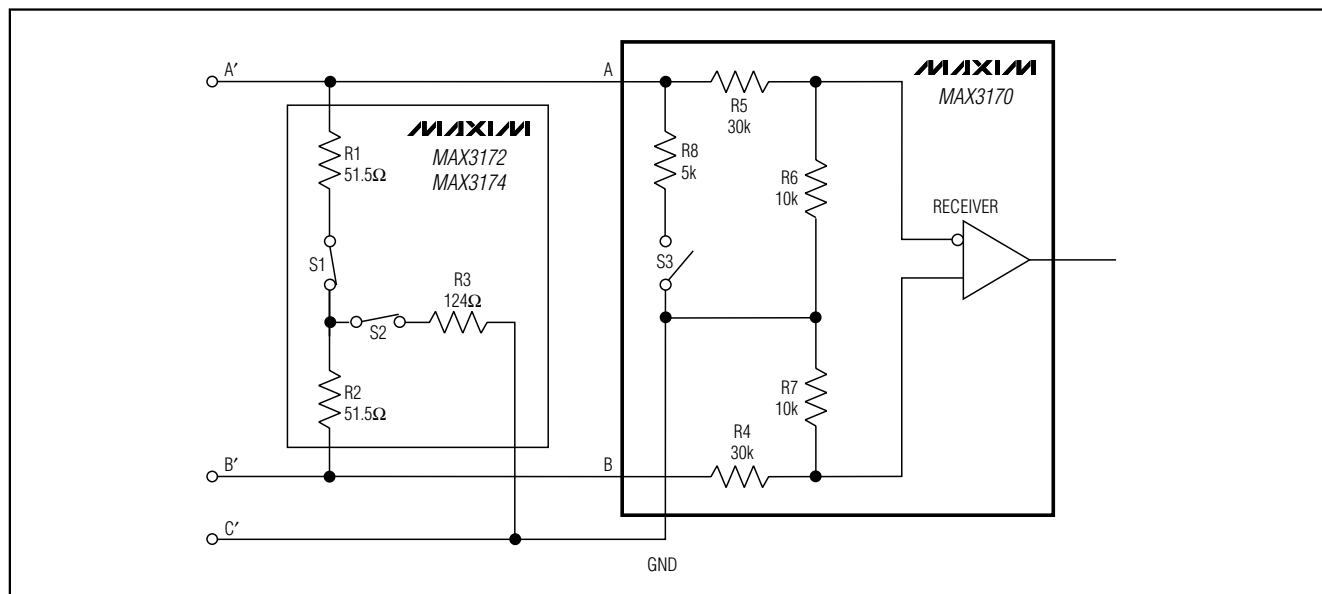 A′
A
MAXIM
MAX3172
MAX3174
R1
51.5Ω
S1
S2
R3
124Ω
R2
51.5Ω
MAXIM
MAX3170
R5
30k
R8
5k
R6
10k
S3
RECEIVER
R7
10k
R4
30k
B′
B
C′
GND